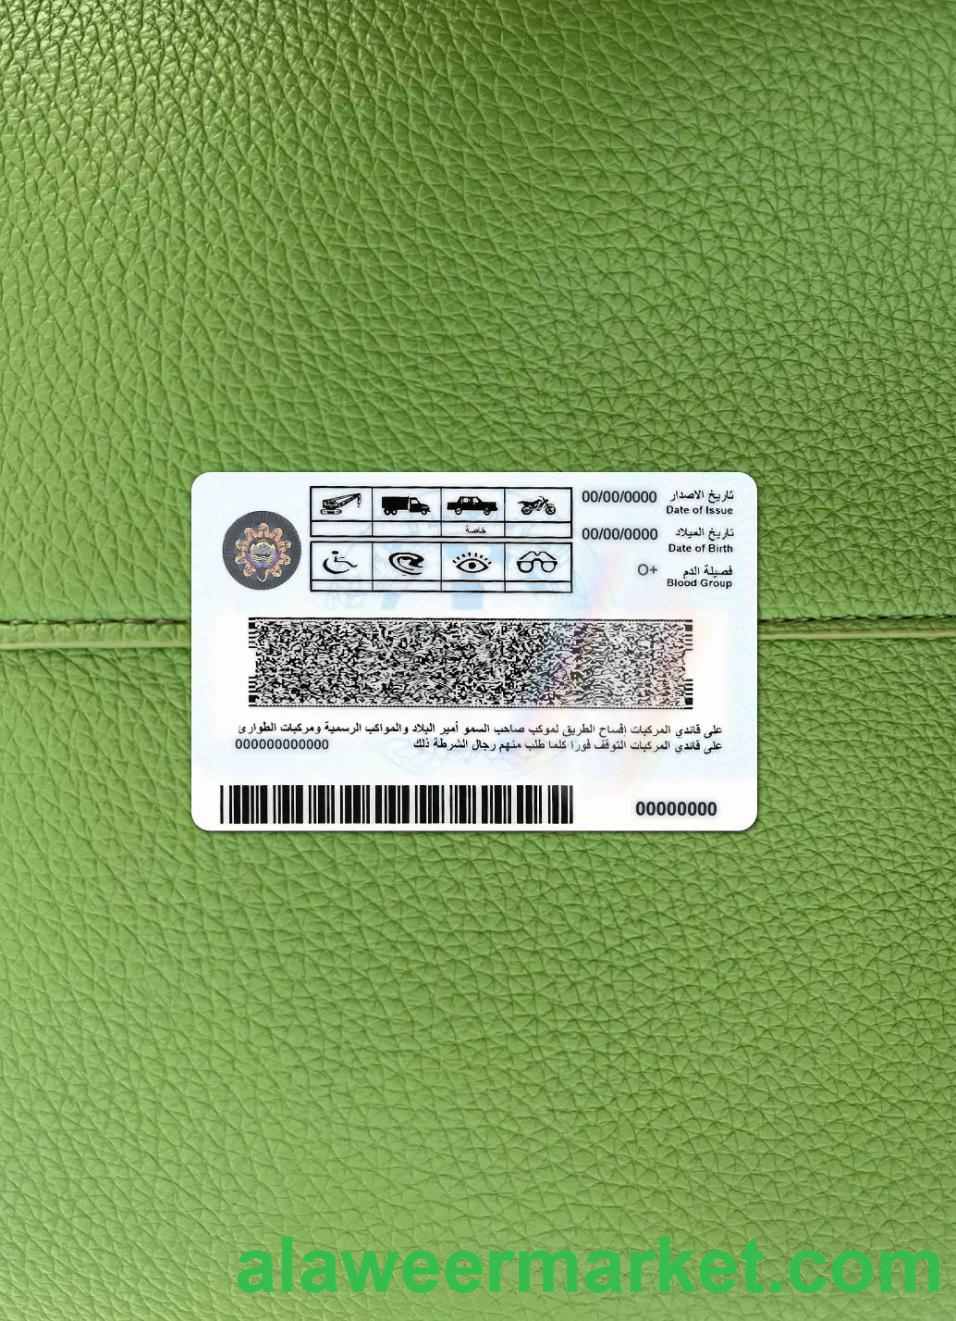 00/00/0000 تاريخ الاصدار
Date of Issue
00/00/0000 تاريخ الميلاد
Date of Birth
O+ فصيلة الدم
Blood Group
خاصة
على قائدي المركبات افساح الطريق لموكب صاحب السمو أمير البلاد والمواكب الرسمية ومركبات الطوارئ
على قائدي المركبات التوقف فورا كلما طلب منهم رجال الشرطة ذلك 000000000000
00000000
alaweermarket.com